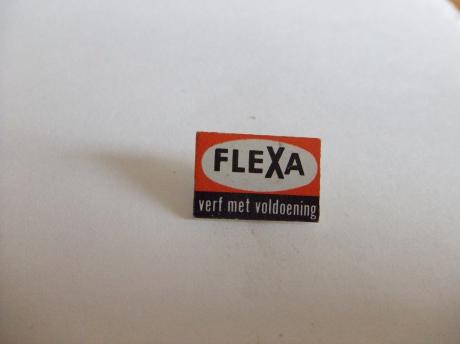 FLEXA
verf met voldoening